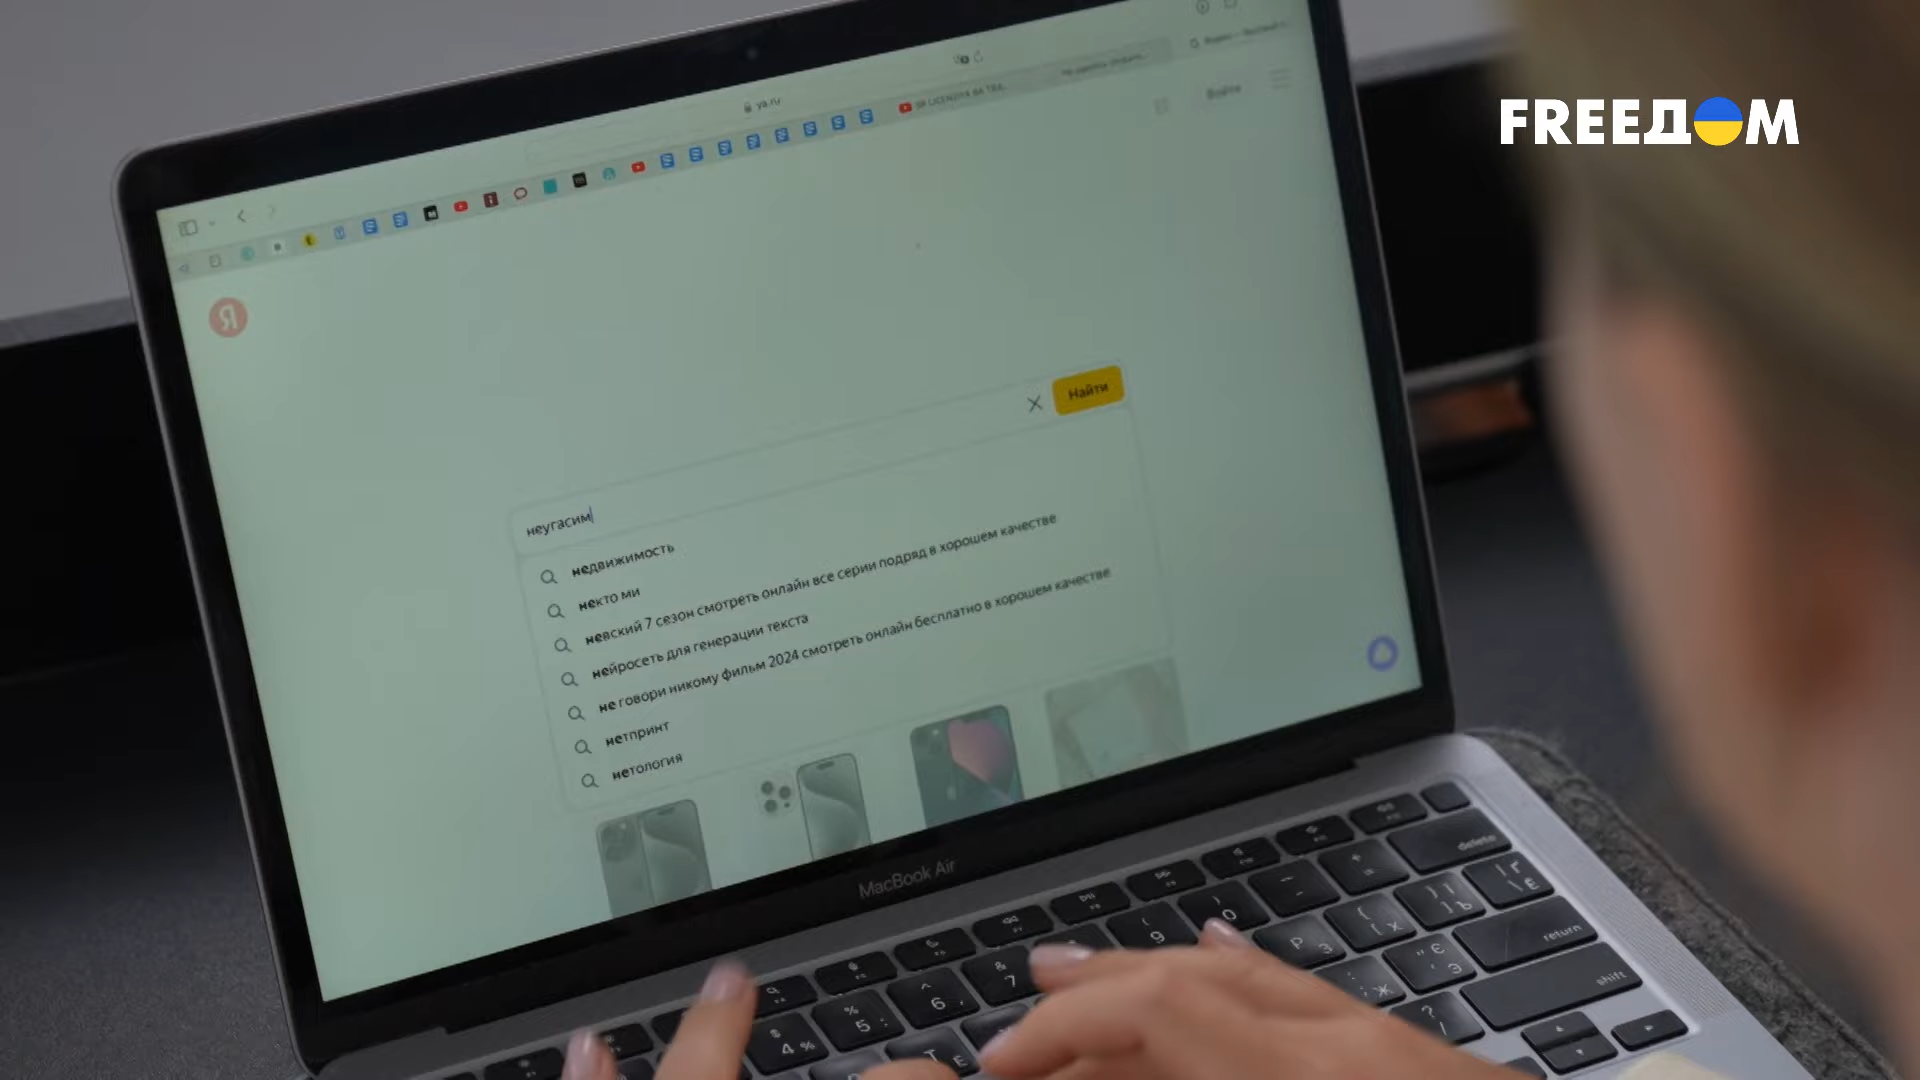 FREEДOM
ya.ru
Войти
Я
Найти
неугасим
недвижимость
некто ми
невский 7 сезон смотреть онлайн все серии подряд в хорошем качестве
нейросеть для генерации текста
не говори никому фильм 2024 смотреть онлайн бесплатно в хорошем качестве
нетпринт
нетология
MacBook Air
delete
return
shift